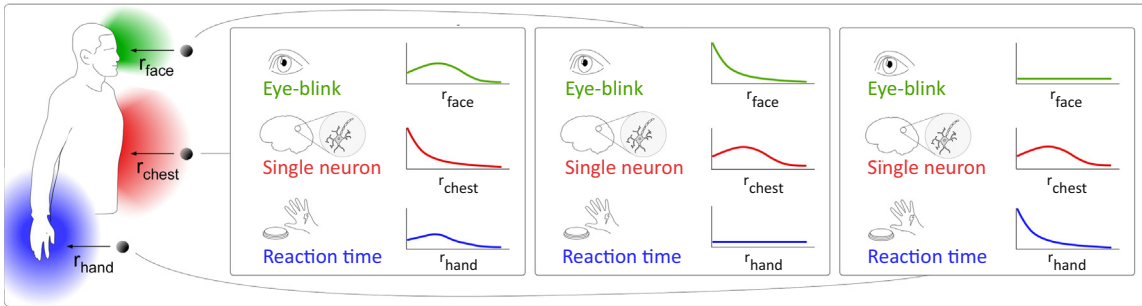 r face
r chest
r hand
Eye-blink
r face
Single neuron
r chest
Reaction time
r hand
Eye-blink
r face
Single neuron
r chest
Reaction time
r hand
Eye-blink
r face
Single neuron
r chest
Reaction time
r hand